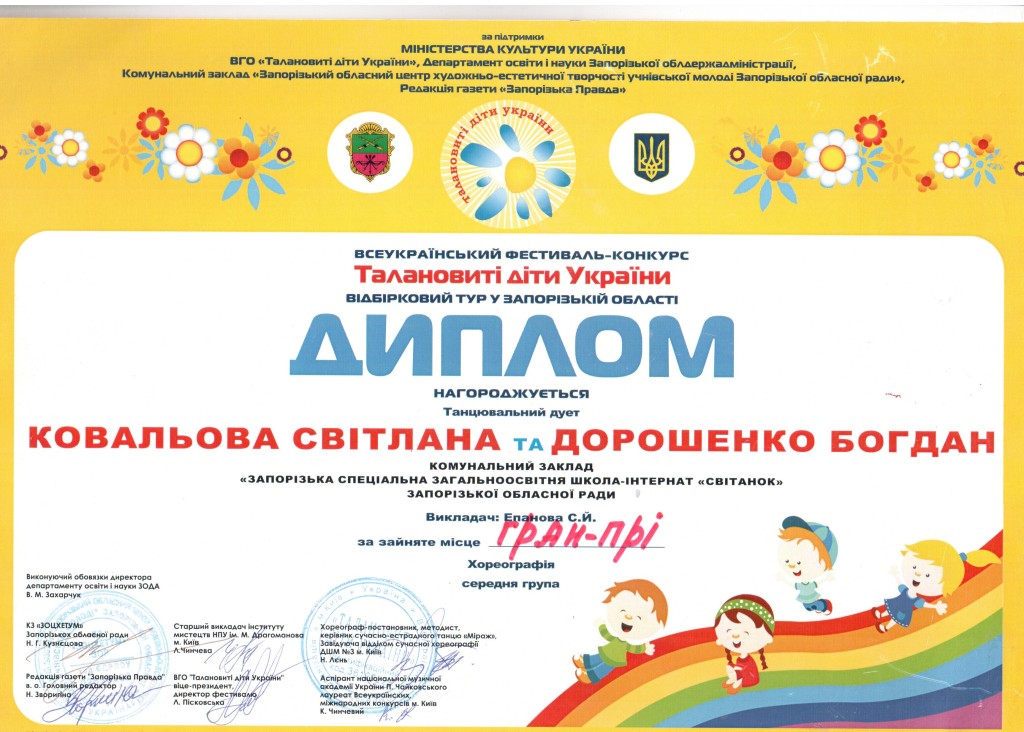 за підтримки
МІНІСТЕРСТВА КУЛЬТУРИ УКРАЇНИ
ВГО «Талановиті діти України», Департамент освіти і науки Запорізької облдержадміністрації,
Комунальний заклад «Запорізький обласний центр художньо-естетичної творчості учнівської молоді Запорізької обласної ради»,
Редакція газети «Запорізька Правда»
талановиті діти україни
ВСЕУКРАЇНСЬКИЙ ФЕСТИВАЛЬ-КОНКУРС
Талановиті діти України
ВІДБІРКОВИЙ ТУР У ЗАПОРІЗЬКІЙ ОБЛАСТІ
ДИПЛОМ
НАГОРОДЖУЄТЬСЯ
Танцювальний дует
КОВАЛЬОВА СВІТЛАНА ТА ДОРОШЕНКО БОГДАН
КОМУНАЛЬНИЙ ЗАКЛАД
«ЗАПОРІЗЬКА СПЕЦІАЛЬНА ЗАГАЛЬНООСВІТНЯ ШКОЛА-ІНТЕРНАТ «СВІТАНОК»
ЗАПОРІЗЬКОЇ ОБЛАСНОЇ РАДИ
Викладач: Епанова С.Й.
за зайняте місце ГРАН-ПРІ
Хореографія
середня група
Виконуючий обовязки директора
департаменту освіти і науки ЗОДА
В. М. Захарчук
КЗ «ЗОЦХЕТУМ»
Запорізької обласної ради
Н. Г. Кузнєцова
Редакція газети "Запорізька Правда"
в. о. Головний редактор
Н. Зворигіна
Старший викладач інституту
мистецтв НПУ ім. М. Драгоманова
м. Київ
Л.Чинчева
ВГО "Талановиті діти України"
віце-президент,
директор фестивалю
Л. Пісковська
Хореограф-постановник, методист,
керівник сучасно-естрадного танцю «Міраж»,
Завідуюча відділом сучасної хореографії
ДШМ №3 м. Київ
Н. Лень
Аспірант національної музичної
академії України П. Чайковського
лауреат Всеукраїнських,
міжнародних конкурсів м. Київ
К. Чинчевий